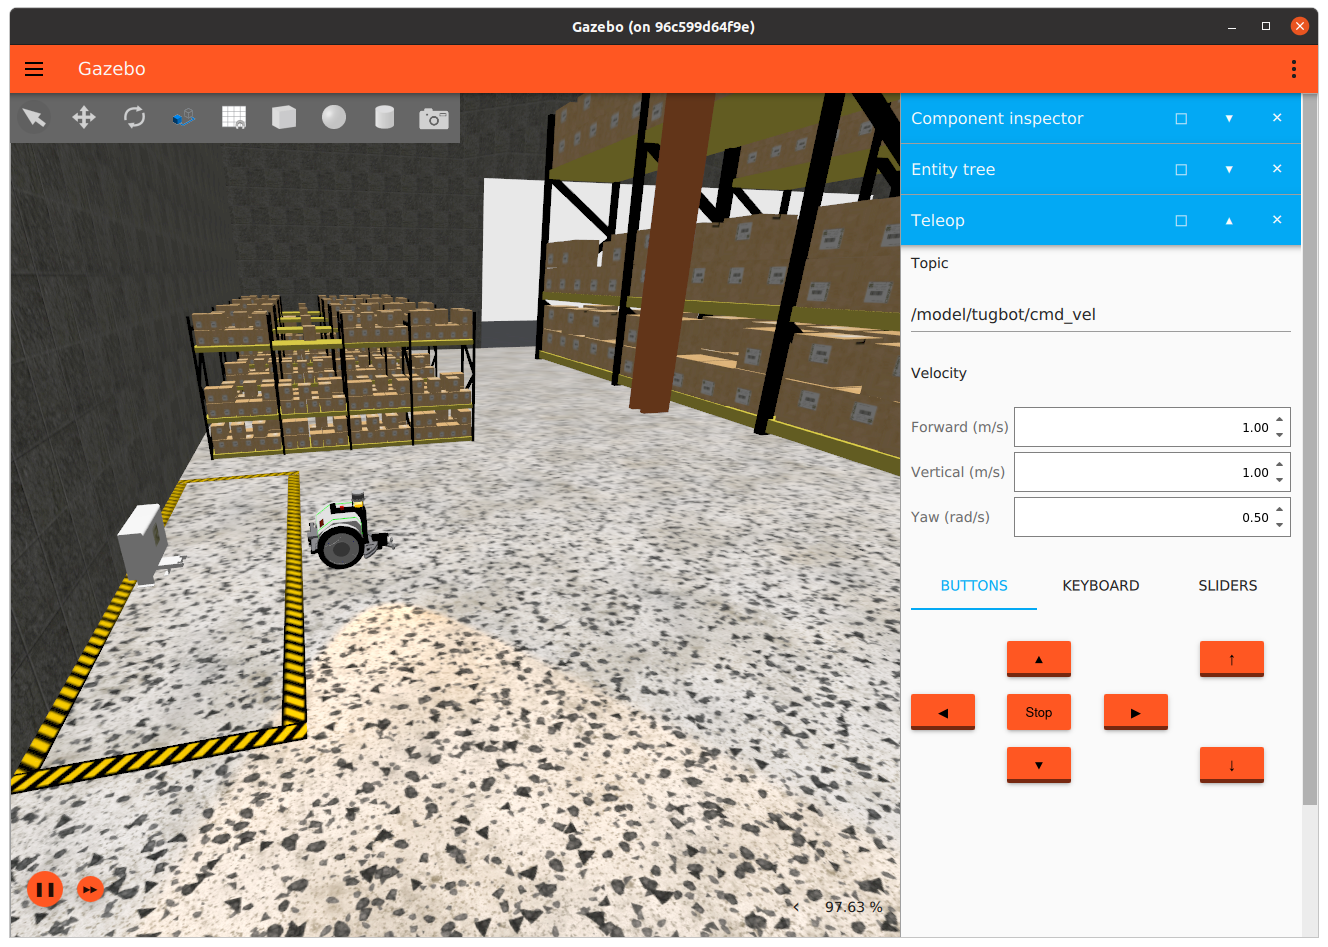 Gazebo (on 96c599d64f9e)
Gazebo
Component inspector
Entity tree
Teleop
Topic
/model/tugbot/cmd_vel
Velocity
Forward (m/s) 1.00
Vertical (m/s) 1.00
Yaw (rad/s) 0.50
BUTTONS KEYBOARD SLIDERS
Stop
97.63 %